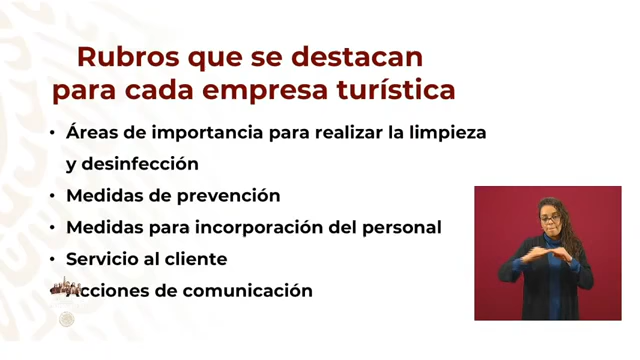 Rubros que se destacan
para cada empresa turística
• Áreas de importancia para realizar la limpieza
y desinfección
• Medidas de prevención
• Medidas para incorporación del personal
• Servicio al cliente
Acciones de comunicación